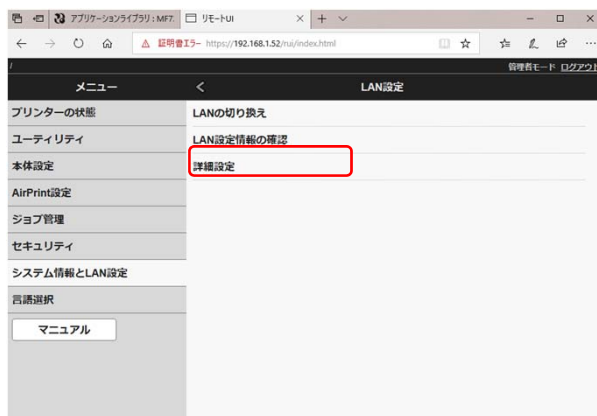 アプリケーションライブラリ : MF7. リモートUI
証明書エラー https://192.168.1.52/rui/index.html
/
管理者モード ログアウト
メニュー LAN設定
プリンターの状態 LANの切り換え
ユーティリティ LAN設定情報の確認
本体設定 詳細設定
AirPrint設定
ジョブ管理
セキュリティ
システム情報とLAN設定
言語選択
マニュアル